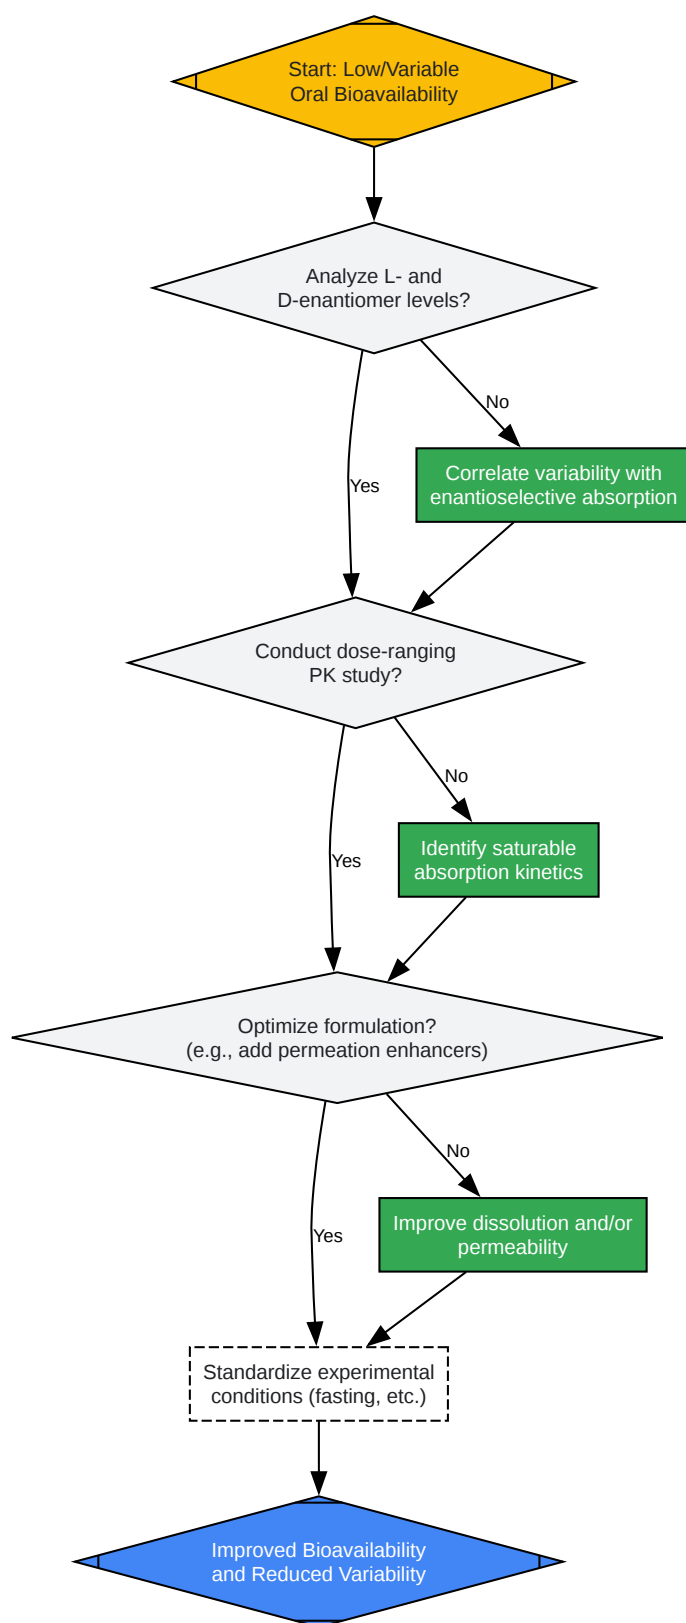 Start: Low/Variable
Oral Bioavailability
Analyze L- and
D-enantiomer levels?
No
Yes
Correlate variability with
enantioselective absorption
Conduct dose-ranging
PK study?
No
Yes
Identify saturable
absorption kinetics
Optimize formulation?
(e.g., add permeation enhancers)
No
Yes
Improve dissolution and/or
permeability
Standardize experimental
conditions (fasting, etc.)
Improved Bioavailability
and Reduced Variability